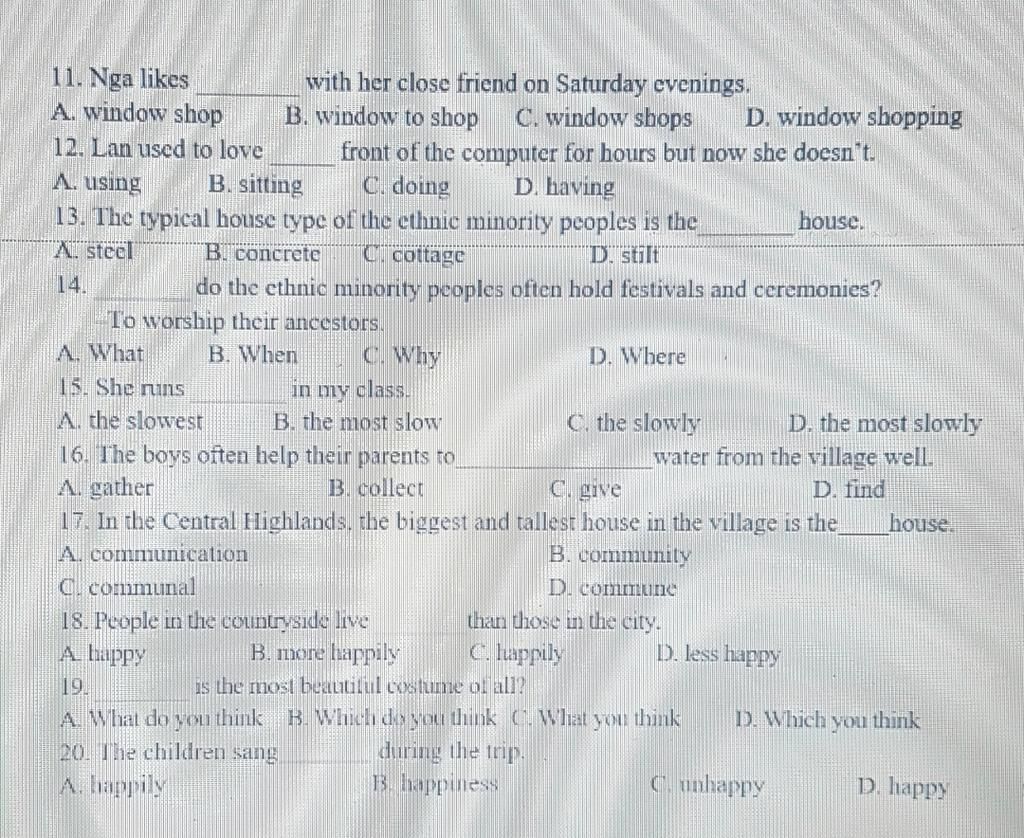 11. Nga likes ________ with her close friend on Saturday evenings.
A. window shop B. window to shop C. window shops D. window shopping
12. Lan used to love _____ front of the computer for hours but now she doesn't.
A. using B. sitting C. doing D. having
13. The typical house type of the ethnic minority peoples is the________ house.
A. steel B. concrete C. cottage D. stilt
14. ________ do the ethnic minority peoples often hold festivals and ceremonies?
–To worship their ancestors.
A. What B. When C. Why D. Where
15. She runs ________ in my class.
A. the slowest B. the most slow C. the slowly D. the most slowly
16. The boys often help their parents to________________water from the village well.
A. gather B. collect C. give D. find
17. In the Central Highlands, the biggest and tallest house in the village is the____house.
A. communication B. community
C. communal D. commune
18. People in the countryside live ________ than those in the city.
A. happy B. more happily C. happily D. less happy
19. ________ is the most beautiful costume of all?
A. What do you think B. Which do you think C. What you think D. Which you think
20. The children sang ________ during the trip.
A. happily B. happiness C. unhappy D. happy